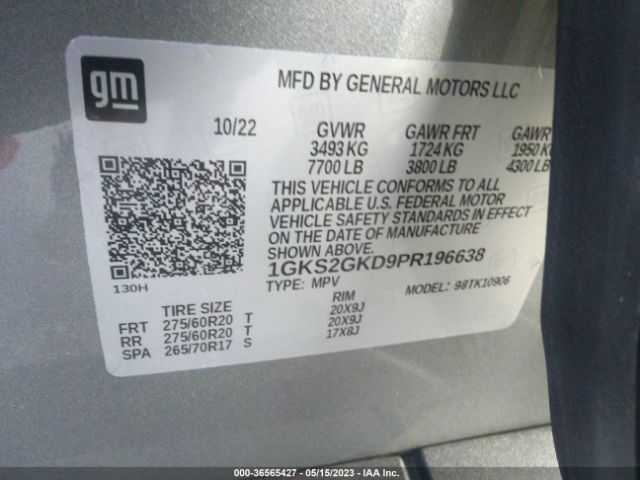 gm
MFD BY GENERAL MOTORS LLC
10/22 GVWR GAWR FRT GAWR
3493 KG 1724 KG 1950
7700 LB 3800 LB 4300 LB
THIS VEHICLE CONFORMS TO ALL
APPLICABLE U.S. FEDERAL MOTOR
VEHICLE SAFETY STANDARDS IN EFFECT
ON THE DATE OF MANUFACTURE
SHOWN ABOVE.
1GKS2GKD9PR196638
TYPE: MPV MODEL: 98TK10906
130H
TIRE SIZE RIM
FRT 275/60R20 T 20X9J
RR 275/60R20 T 20X9J
SPA 265/70R17 S 17X8J
000-36565427 - 05/15/2023 - IAA Inc.